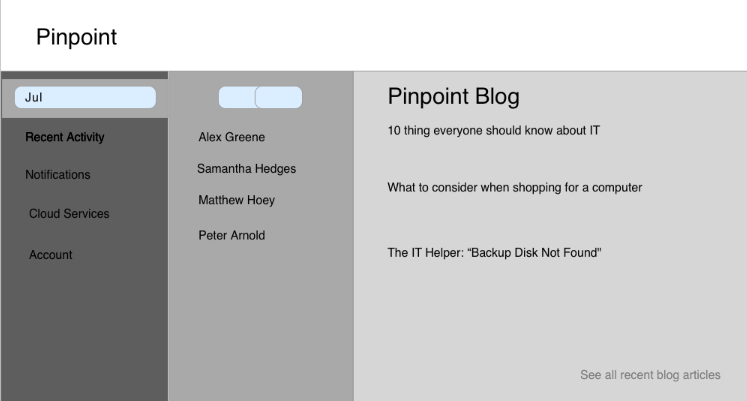 Pinpoint
Jul
Recent Activity
Notifications
Cloud Services
Account
Alex Greene
Samantha Hedges
Matthew Hoey
Peter Arnold
Pinpoint Blog
10 thing everyone should know about IT
What to consider when shopping for a computer
The IT Helper: “Backup Disk Not Found”
See all recent blog articles